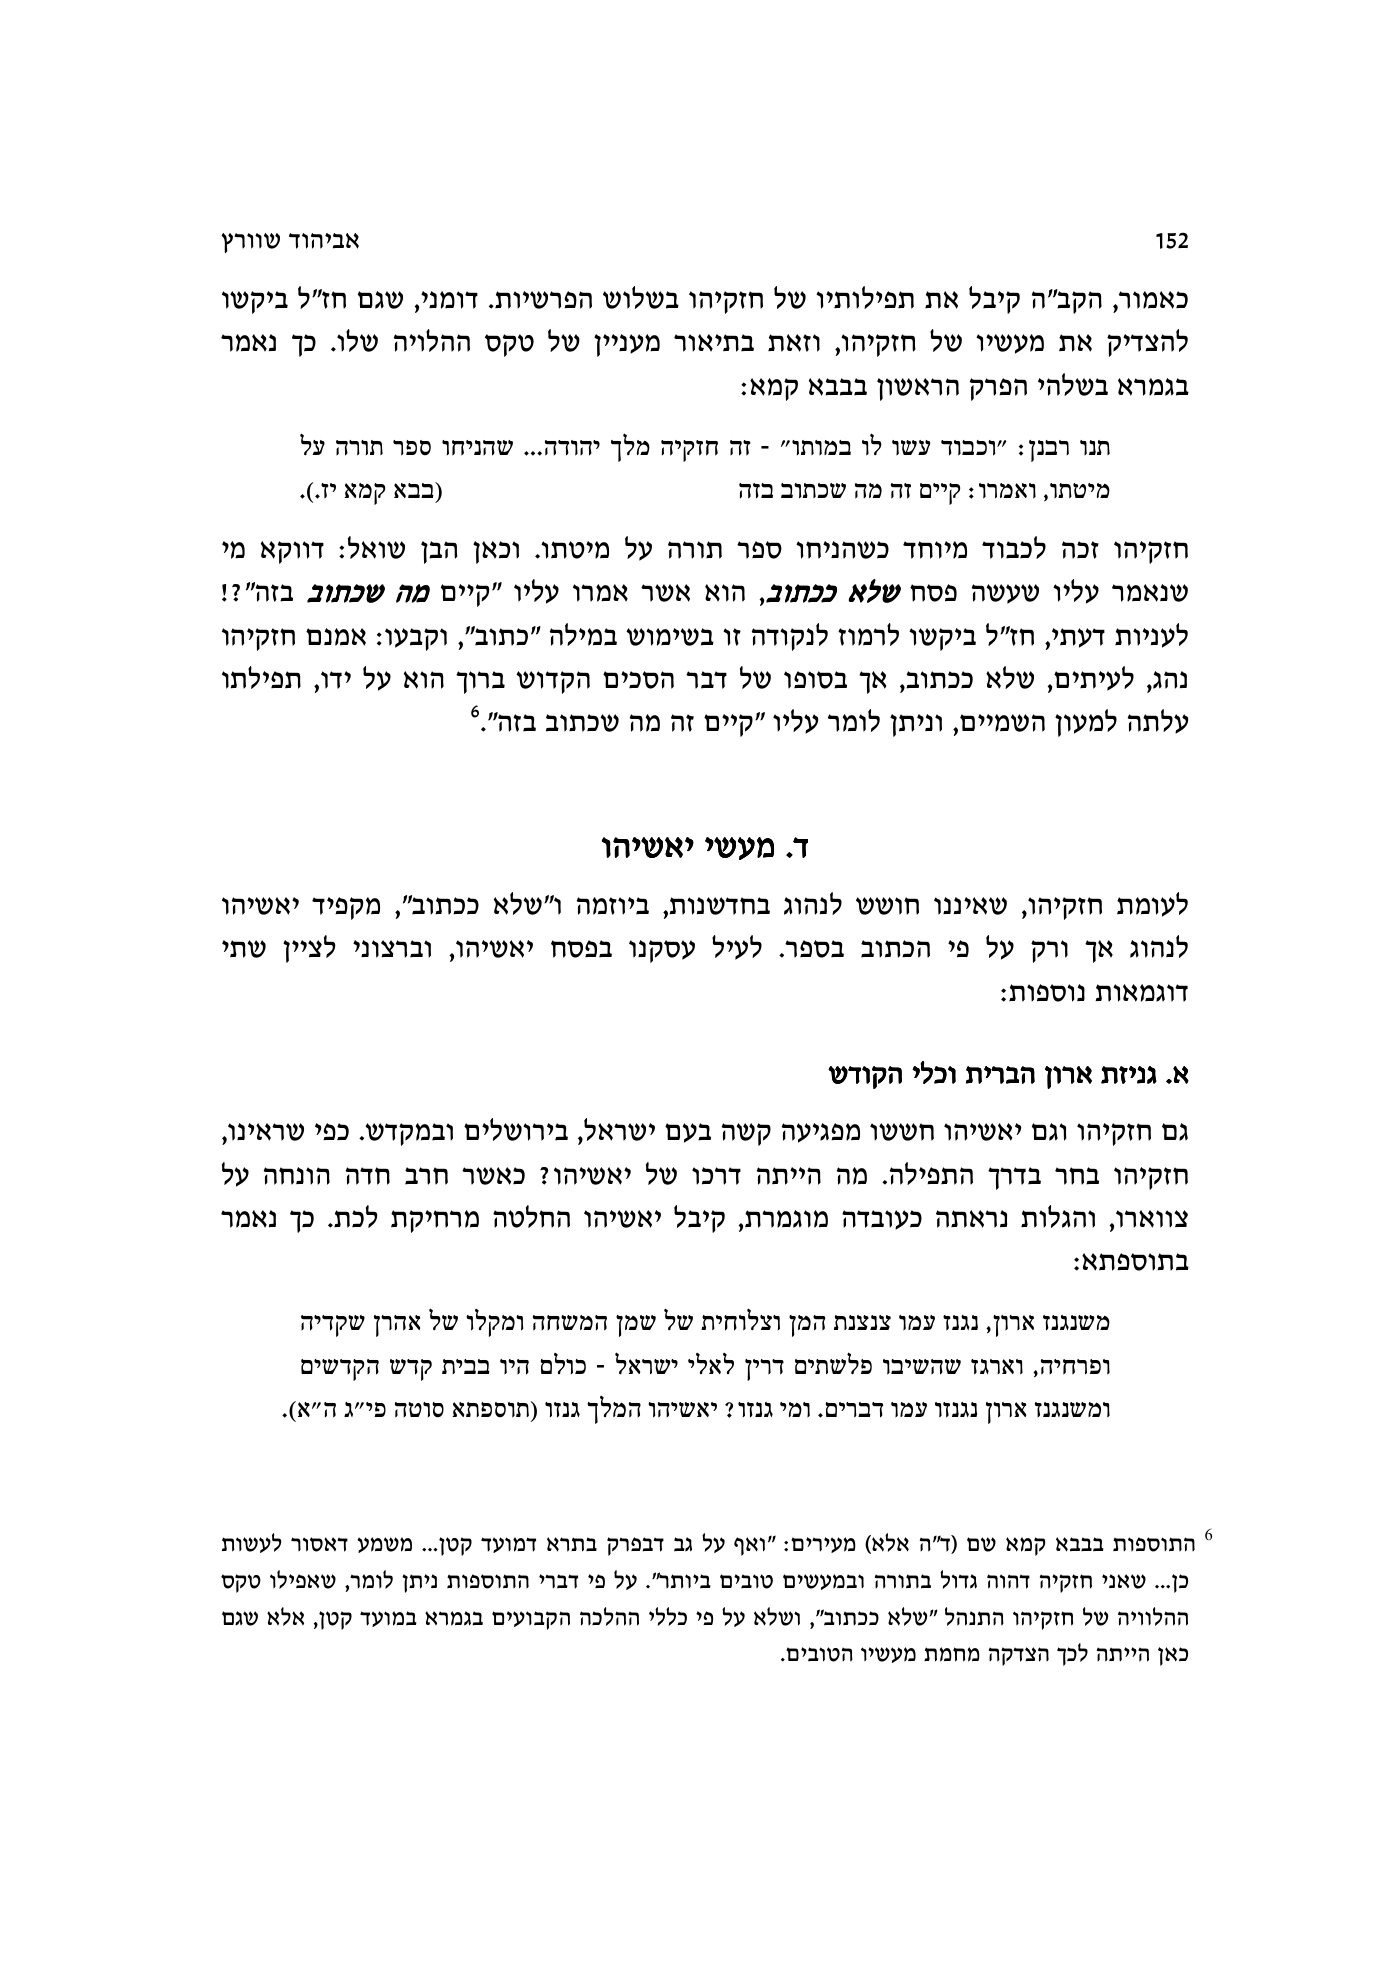 152 אביהוד שוורץ
כאמור, הקב"ה קיבל את תפילותיו של חזקיהו בשלוש הפרשיות. דומני, שגם חז"ל ביקשו
להצדיק את מעשיו של חזקיהו, וזאת בתיאור מעניין של טקס ההלויה שלו. כך נאמר
בגמרא בשלהי הפרק הראשון בבבא קמא:
תנו רבנן: "וכבוד עשו לו במותו" - זה חזקיה מלך יהודה... שהניחו ספר תורה על
מיטתו, ואמרו: קיים זה מה שכתוב בזה (בבא קמא יז.).
חזקיהו זכה לכבוד מיוחד כשהניחו ספר תורה על מיטתו. וכאן הבן שואל: דווקא מי
שנאמר עליו שעשה פסח שלא ככתוב, הוא אשר אמרו עליו "קיים מה שכתוב בזה"?!
לעניות דעתי, חז"ל ביקשו לרמוז לנקודה זו בשימוש במילה "כתוב", וקבעו: אמנם חזקיהו
נהג, לעיתים, שלא ככתוב, אך בסופו של דבר הסכים הקדוש ברוך הוא על ידו, תפילתו
עלתה למעון השמיים, וניתן לומר עליו "קיים זה מה שכתוב בזה".6
ד. מעשי יאשיהו
לעומת חזקיהו, שאיננו חושש לנהוג בחדשנות, ביוזמה ו"שלא ככתוב", מקפיד יאשיהו
לנהוג אך ורק על פי הכתוב בספר. לעיל עסקנו בפסח יאשיהו, וברצוני לציין שתי
דוגמאות נוספות:
א. גניזת ארון הברית וכלי הקודש
גם חזקיהו וגם יאשיהו חששו מפגיעה קשה בעם ישראל, בירושלים ובמקדש. כפי שראינו,
חזקיהו בחר בדרך התפילה. מה הייתה דרכו של יאשיהו? כאשר חרב חדה הונחה על
צווארו, והגלות נראתה כעובדה מוגמרת, קיבל יאשיהו החלטה מרחיקת לכת. כך נאמר
בתוספתא:
משנגנז ארון, נגנז עמו צנצנת המן וצלוחית של שמן המשחה ומקלו של אהרן שקדיה
ופרחיה, וארגז שהשיבו פלשתים דרין לאלי ישראל - כולם היו בבית קדש הקדשים
ומשנגנז ארון נגנזו עמו דברים. ומי גנזו? יאשיהו המלך גנזו (תוספתא סוטה פי"ג ה"א).
6 התוספות בבבא קמא שם (ד"ה אלא) מעירים: "ואף על גב דבפרק בתרא דמועד קטן... משמע דאסור לעשות
כן... שאני חזקיה דהוה גדול בתורה ובמעשים טובים ביותר". על פי דברי התוספות ניתן לומר, שאפילו טקס
ההלוויה של חזקיהו התנהל "שלא ככתוב", ושלא על פי כללי ההלכה הקבועים בגמרא במועד קטן, אלא שגם
כאן הייתה לכך הצדקה מחמת מעשיו הטובים.